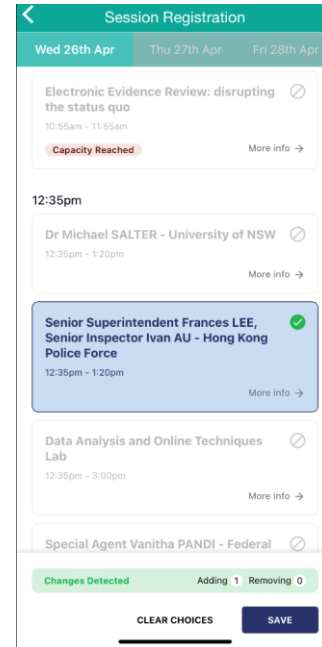 Session Registration
Wed 26th Apr
Thu 27th Apr
Fri 28th Apr
Electronic Evidence Review: disrupting
the status quo
10:55am - 11:55am
Capacity Reached
More info →
12:35pm
Dr Michael SALTER - University of NSW
12:35pm - 1:20pm
More info →
Senior Superintendent Frances LEE,
Senior Inspector Ivan AU - Hong Kong
Police Force
12:35pm - 1:20pm
More info →
Data Analysis and Online Techniques
Lab
12:35pm - 3:00pm
More info →
Special Agent Vanitha PANDI - Federal
Changes Detected
Adding 1 Removing 0
CLEAR CHOICES
SAVE